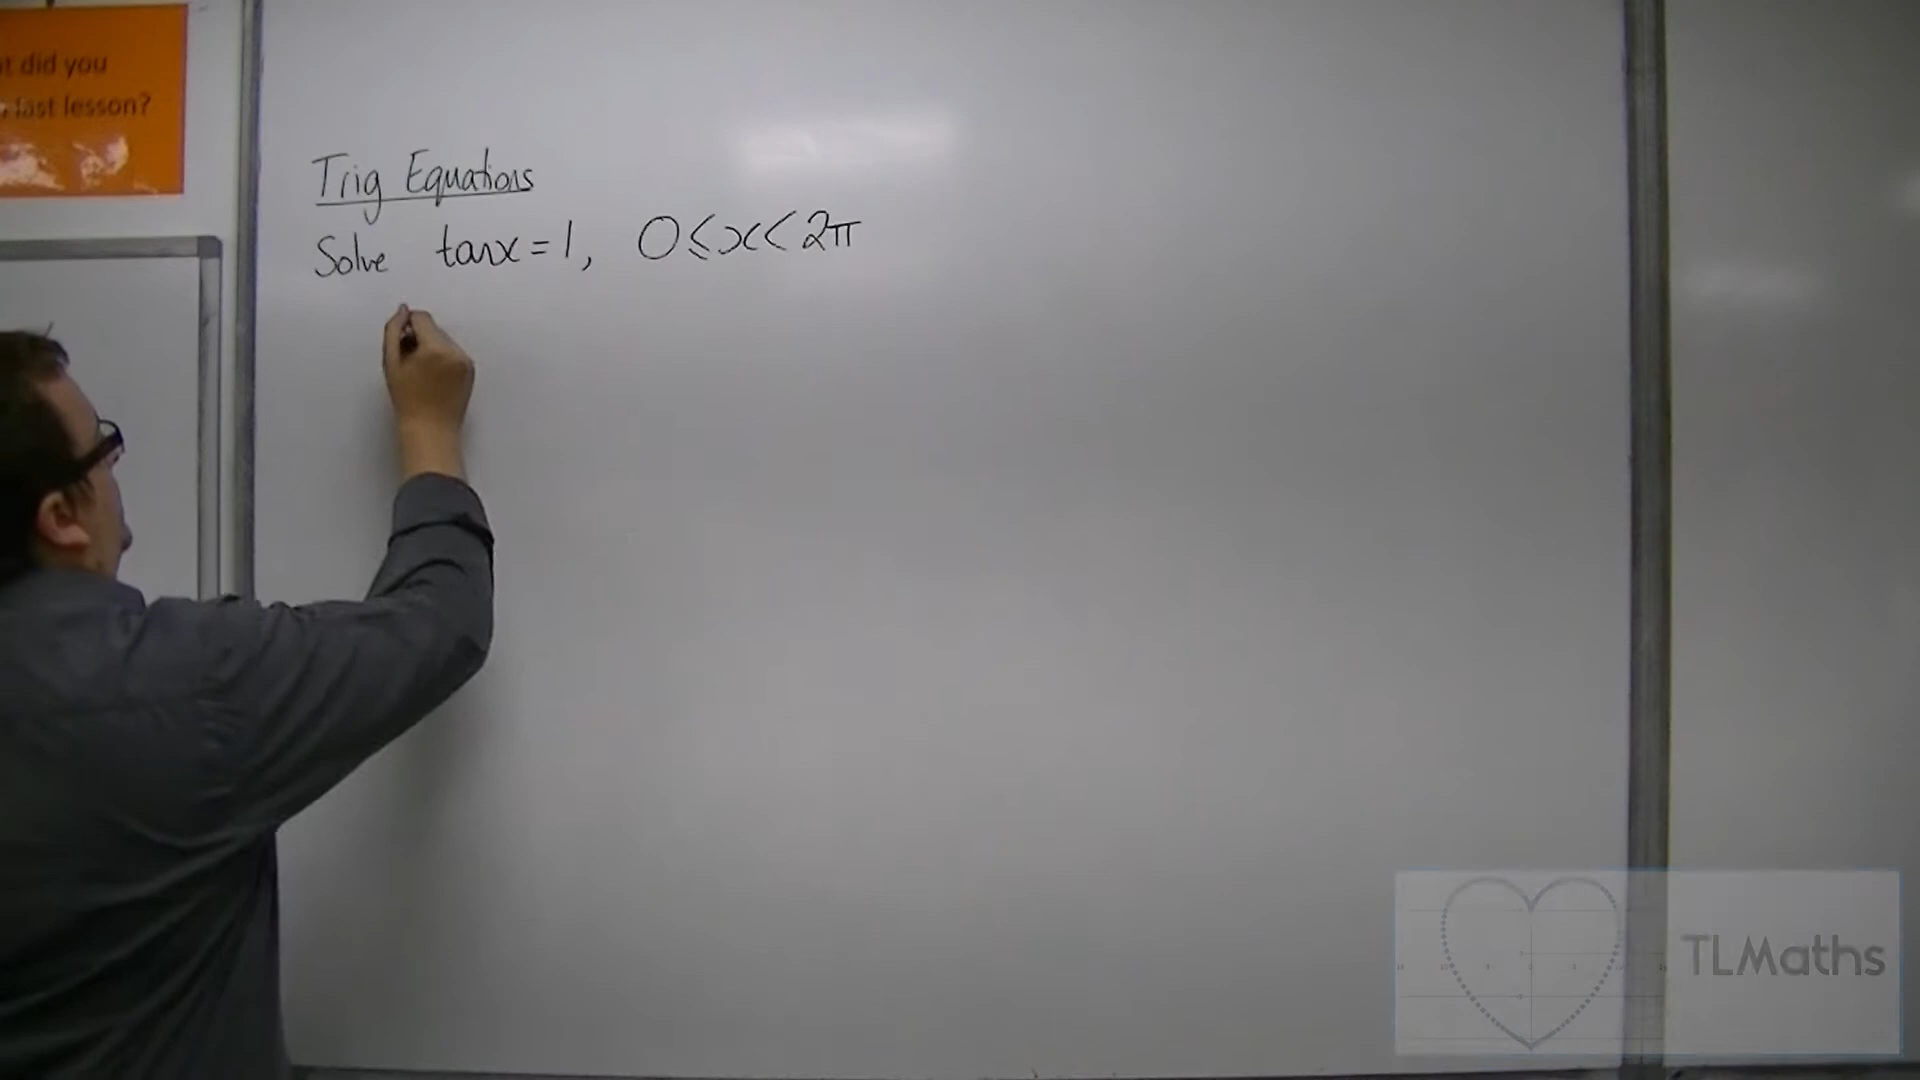 did you
last lesson?
Trig Equations
Solve tanx = 1, 0 ≤ x < 2π
TLMaths